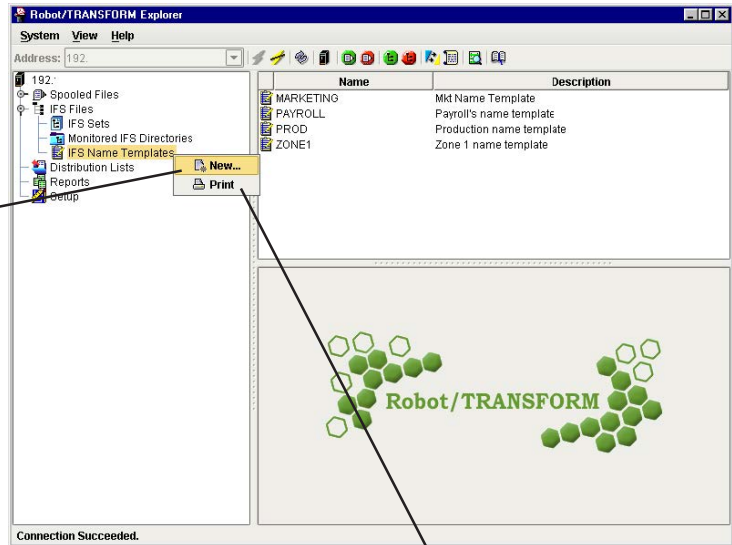 Robot/TRANSFORM Explorer
System View Help
Address: 192.
192.
Spooled Files
IFS Files
IFS Sets
Monitored IFS Directories
IFS Name Templates
Distribution Lists
Reports
Setup
New...
Print
Name Description
MARKETING Mkt Name Template
PAYROLL Payroll's name template
PROD Production name template
ZONE1 Zone 1 name template
Robot/TRANSFORM
Connection Succeeded.